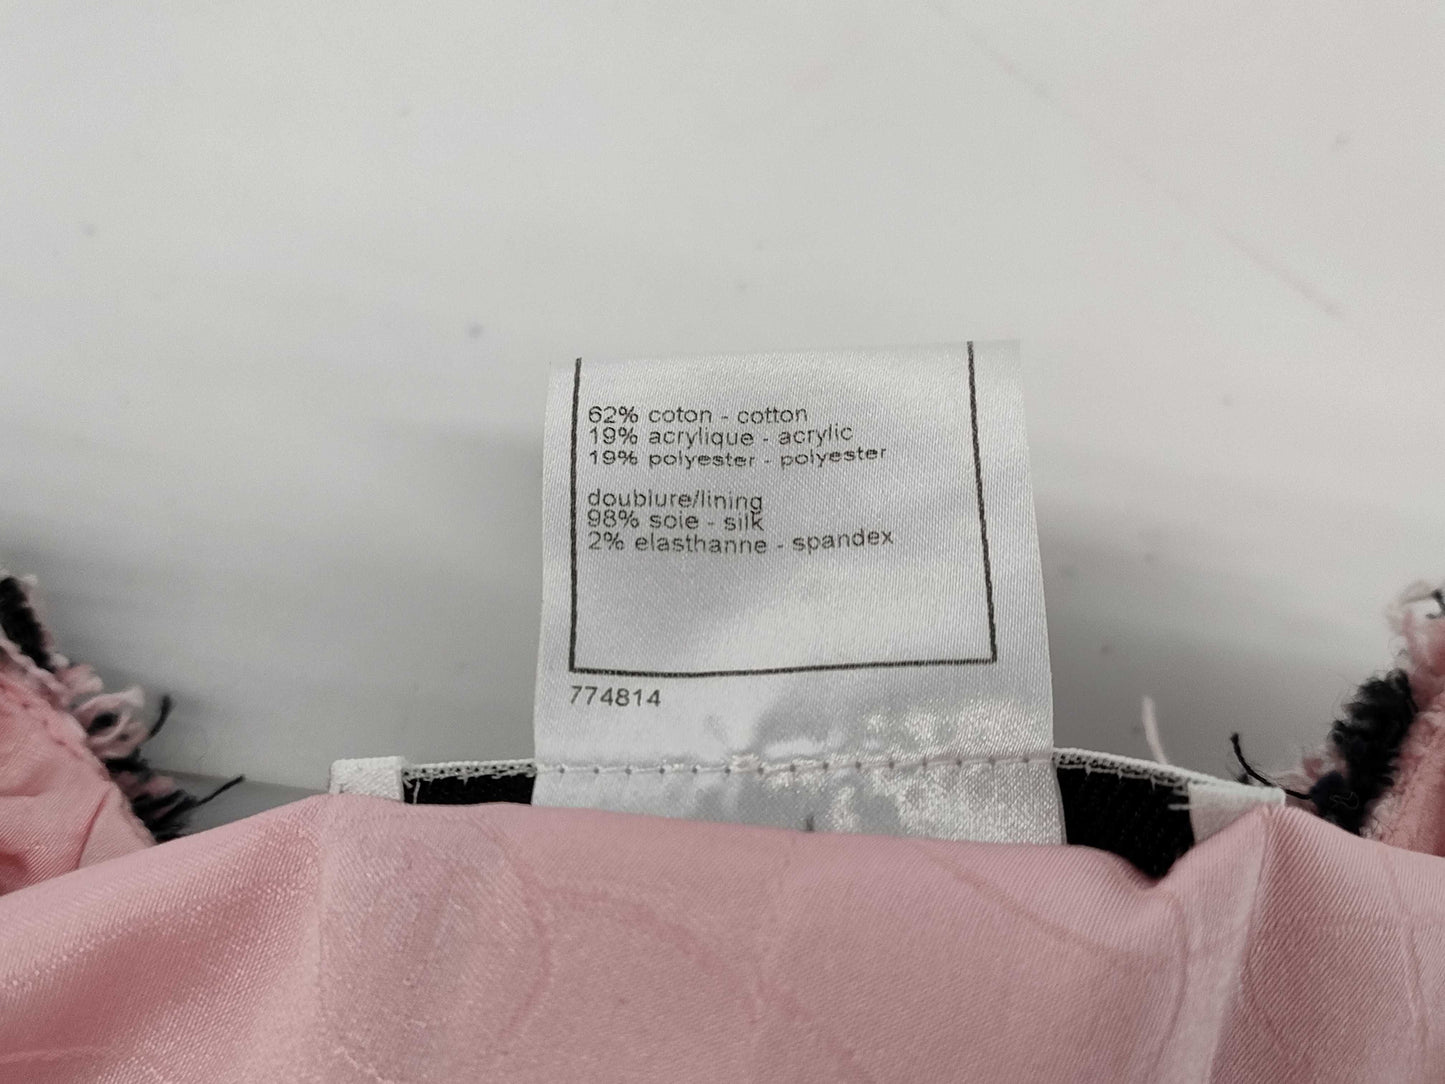 62% coton - cotton
19% acrylique - acrylic
19% polyester - polyester
doublure/lining
98% soie - silk
2% elasthanne - spandex
774814